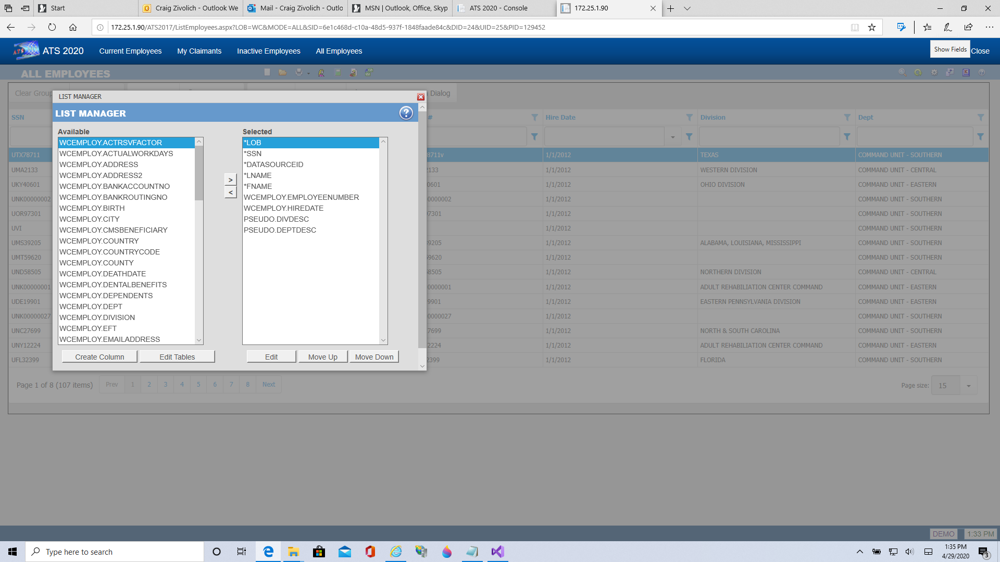 Start
Craig Zivolich - Outlook We
Mail - Craig Zivolich - Outlo
MSN | Outlook, Office, Skyp
ATS 2020 - Console
172.25.1.90
172.25.1.90/ATS2017/ListEmployees.aspx?LOB=WC&MODE=ALL&SID=6e1c468d-c10a-48d5-937f-1848faade84c&DID=24&UID=25&PID=129452
ATS 2020
Current Employees
My Claimants
Inactive Employees
All Employees
Show Fields
Close
ALL EMPLOYEES
Clear Group
Dialog
LIST MANAGER
LIST MANAGER
Available
Selected
WCEMPLOY.ACTRSVFACTOR
WCEMPLOY.ACTUALWORKDAYS
WCEMPLOY.ADDRESS
WCEMPLOY.ADDRESS2
WCEMPLOY.BANKACCOUNTNO
WCEMPLOY.BANKROUTINGNO
WCEMPLOY.BIRTH
WCEMPLOY.CITY
WCEMPLOY.CMSBENEFICIARY
WCEMPLOY.COUNTRY
WCEMPLOY.COUNTRYCODE
WCEMPLOY.COUNTY
WCEMPLOY.DEATHDATE
WCEMPLOY.DENTALBENEFITS
WCEMPLOY.DEPENDENTS
WCEMPLOY.DEPT
WCEMPLOY.DIVISION
WCEMPLOY.EFT
WCEMPLOY.EMAILADDRESS
>
<
*LOB
*SSN
*DATASOURCEID
*LNAME
*FNAME
WCEMPLOY.EMPLOYEENUMBER
WCEMPLOY.HIREDATE
PSEUDO.DIVDESC
PSEUDO.DEPTDESC
Create Column
Edit Tables
Edit
Move Up
Move Down
SSN # Hire Date Division Dept
UTX78711 8711v 1/1/2012 TEXAS COMMAND UNIT - SOUTHERN
UMA2133 2133 1/1/2012 WESTERN DIVISION COMMAND UNIT - CENTRAL
UKY40601 0601 1/1/2012 OHIO DIVISION COMMAND UNIT - EASTERN
UNK00000002 0000002 1/1/2012 COMMAND UNIT - SOUTHERN
UOR97301 7301 1/1/2012 COMMAND UNIT - SOUTHERN
UVI 1/1/2012 COMMAND UNIT - SOUTHERN
UMS39205 39205 1/1/2012 ALABAMA, LOUISIANA, MISSISSIPPI COMMAND UNIT - SOUTHERN
UMT59620 59620 1/1/2012 COMMAND UNIT - SOUTHERN
UND58505 58505 1/1/2012 NORTHERN DIVISION COMMAND UNIT - CENTRAL
UNK00000001 0000001 1/1/2012 ADULT REHABILIATION CENTER COMMAND COMMAND UNIT - EASTERN
UDE19901 9901 1/1/2012 EASTERN PENNSYLVANIA DIVISION COMMAND UNIT - EASTERN
UNK00000027 0000027 1/1/2012 COMMAND UNIT - SOUTHERN
UNC27699 7699 1/1/2012 NORTH & SOUTH CAROLINA COMMAND UNIT - SOUTHERN
UNY12224 2224 1/1/2012 ADULT REHABILIATION CENTER COMMAND COMMAND UNIT - SOUTHERN
UFL32399 2399 1/1/2012 FLORIDA COMMAND UNIT - SOUTHERN
Page 1 of 8 (107 items) Prev 1 2 3 4 5 6 7 8 Next
Page size: 15
DEMO 1:33 PM
Type here to search
1:35 PM
4/29/2020
3